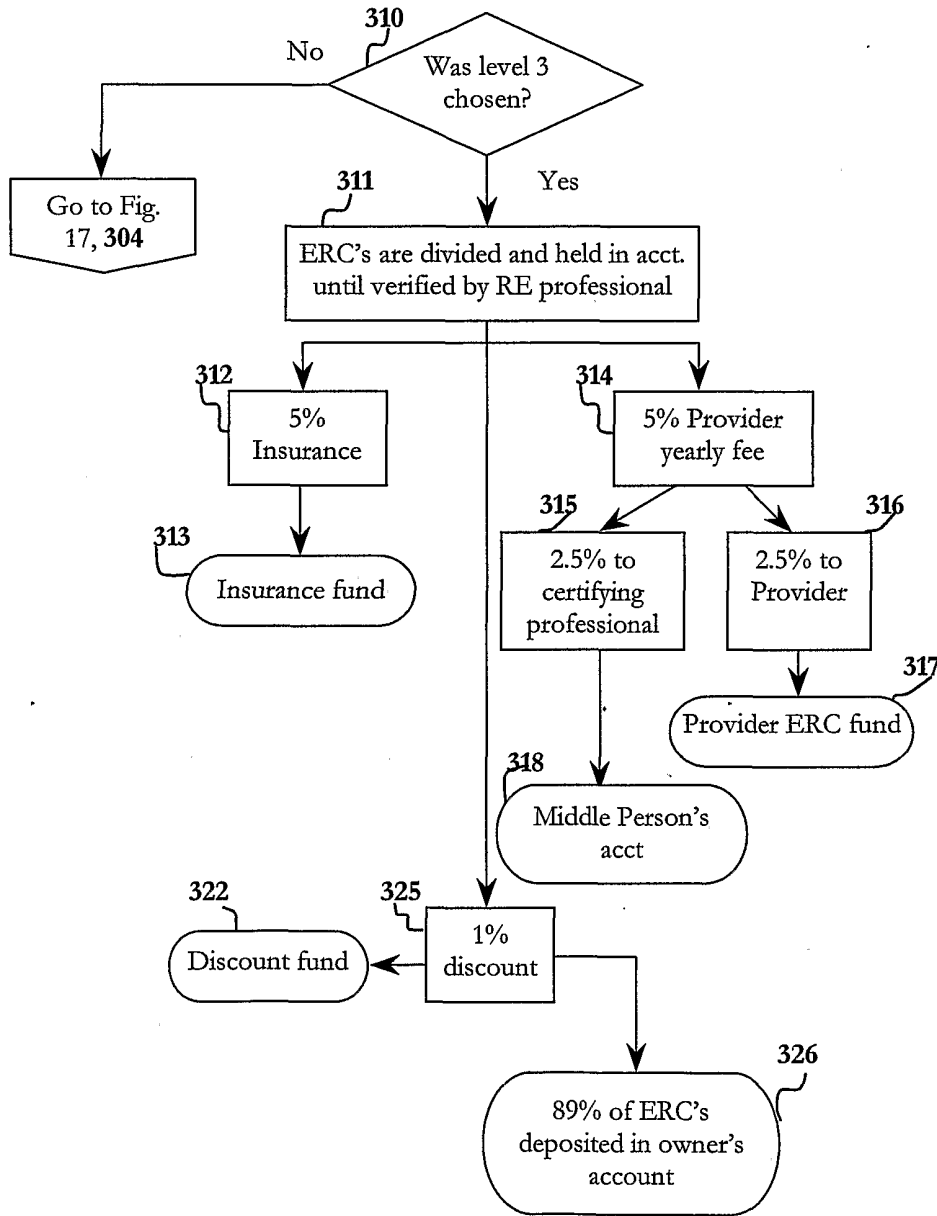 310
No
Was level 3
chosen?
Yes
Go to Fig.
17, 304
311
ERC's are divided and held in acct.
until verified by RE professional
312
5%
Insurance
314
5% Provider
yearly fee
313
Insurance fund
315
2.5% to
certifying
professional
316
2.5% to
Provider
317
Provider ERC fund
318
Middle Person's
acct
322
Discount fund
325
1%
discount
326
89% of ERC's
deposited in owner's
account